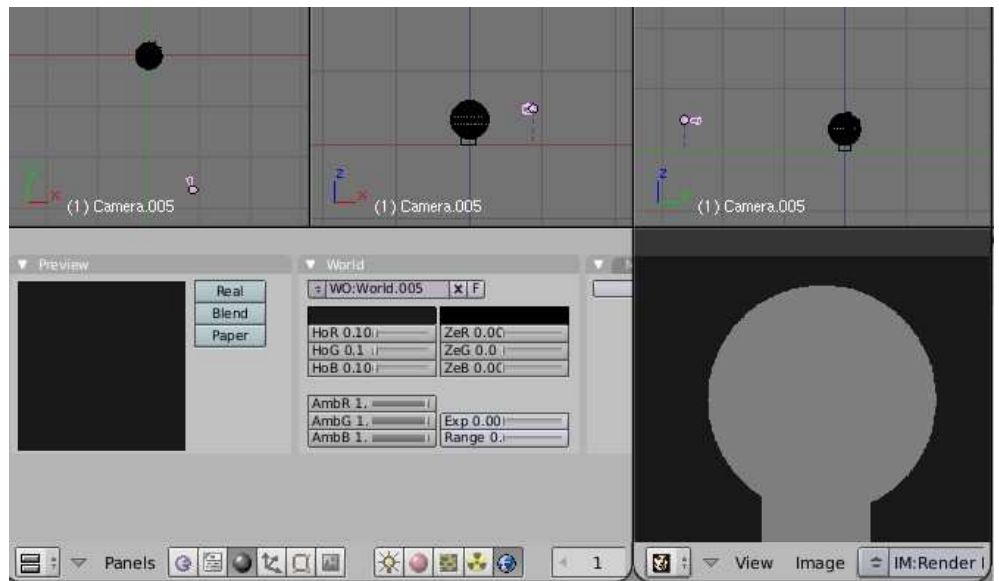 Y
X
(1) Camera.005
Z
X
(1) Camera.005
Z
(1) Camera.005
Preview
Real
Blend
Paper
World
WO:World.005 X F
HoR 0.10
HoG 0.1
HoB 0.10
ZeR 0.00
ZeG 0.0
ZeB 0.00
AmbR 1.
AmbG 1.
AmbB 1.
Exp 0.00
Range 0.
Panels
1
View Image IM:Render